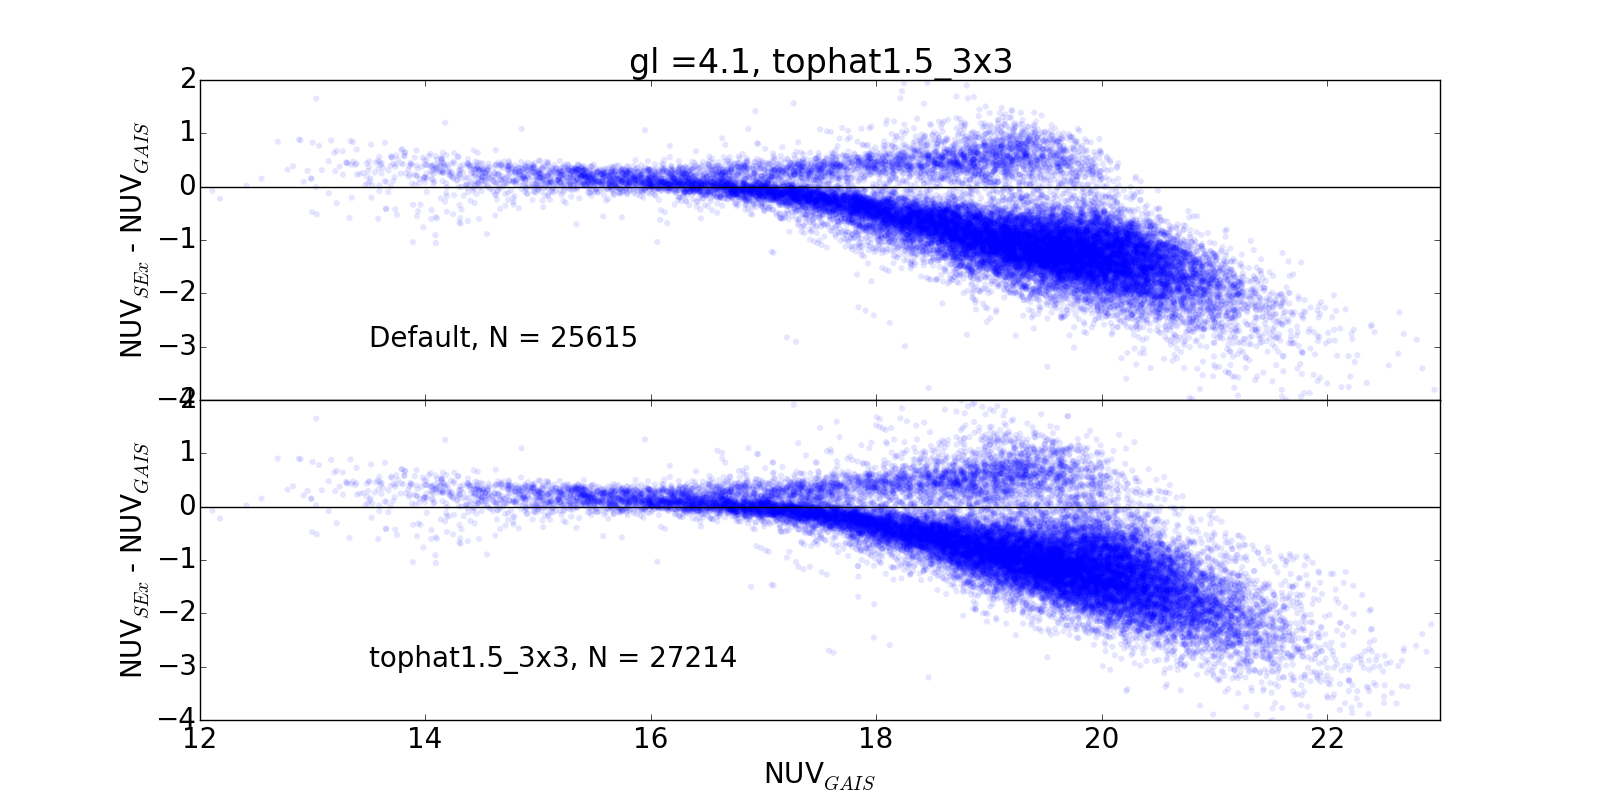 gl =4.1, tophat1.5_3x3
2
1
0
−1
−2
−3
−4
NUV_SEx - NUV_GAIS
Default, N = 25615
2
1
0
−1
−2
−3
−4
NUV_SEx - NUV_GAIS
tophat1.5_3x3, N = 27214
12 14 16 18 20 22
NUV_GAIS